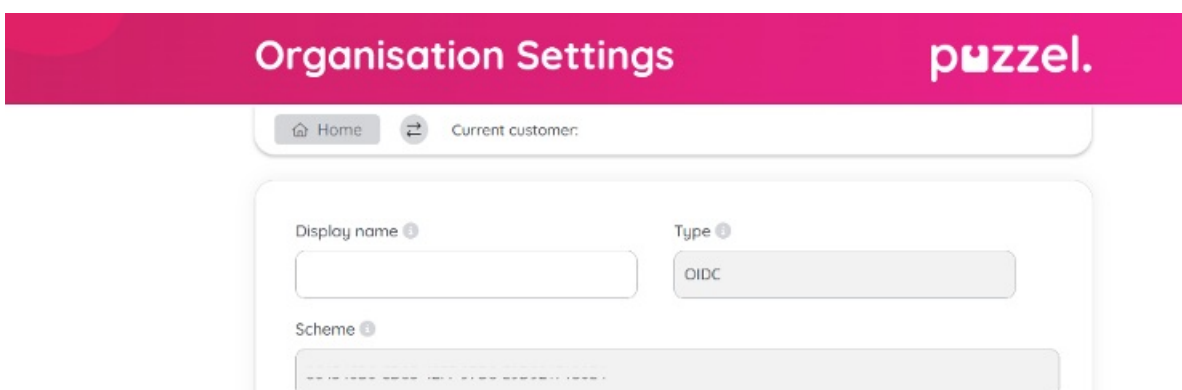 Organisation Settings
puzzel.
Home
Current customer:
Display name
Type
OIDC
Scheme